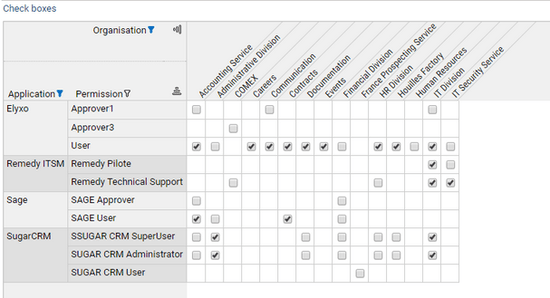 Check boxes
Organisation
Accounting Service
Administrative Division
COMEX
Careers
Communication
Contracts
Documentation
Events
Financial Division
France Prospecting Service
HR Division
Houilles Factory
Human Resources
IT Division
IT Security Service
Application Permission
Elyxo Approver1
Approver3
User
Remedy ITSM Remedy Pilote
Remedy Technical Support
Sage SAGE Approver
SAGE User
SugarCRM SSUGAR CRM SuperUser
SUGAR CRM Administrator
SUGAR CRM User